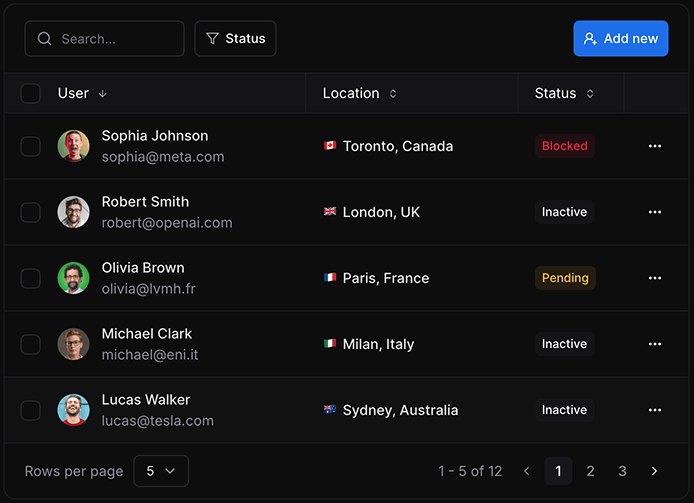 Search...
Status
Add new
User
Location
Status
Sophia Johnson
sophia@meta.com
Toronto, Canada
Blocked
Robert Smith
robert@openai.com
London, UK
Inactive
Olivia Brown
olivia@lvmh.fr
Paris, France
Pending
Michael Clark
michael@eni.it
Milan, Italy
Inactive
Lucas Walker
lucas@tesla.com
Sydney, Australia
Inactive
Rows per page
5
1 - 5 of 12
1
2
3